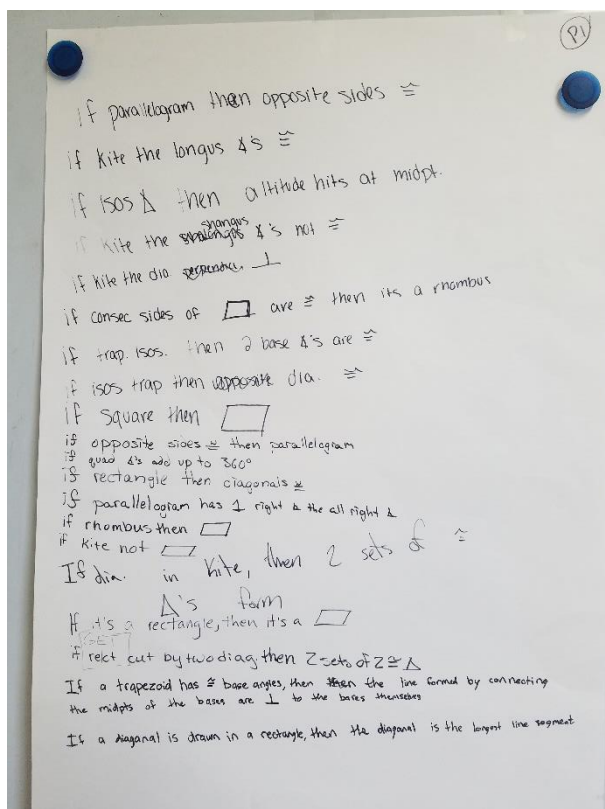 P1
if parallelogram then opposite sides ≅
if kite the longus ∡'s ≅
if isos Δ then altitude hits at midpt.
shangus
if kite the ∡'s not ≅
if kite the dia ⊥
if consec sides of ▱ are ≅ then its a rhombus
if trap. isos. then 2 base ∡'s are ≅
if isos trap then opposite dia. ≅
if square then ▱
if opposite sides ≅ then parallelogram
if quad ∡'s add up to 360°
if rectangle then diagonals ≅
if parallelogram has 1 right ∡ the all right ∡
if rhombus then ▱
if kite not ▱
If dia. in kite, then 2 sets of ≅
Δ's form
If it's a rectangle, then it's a ▱
if rect cut by two diag then 2 sets of 2 ≅ Δ
If a trapezoid has ≅ base angles, then the line formed by connecting
the midpts of the bases are ⊥ to the bases themselves
If a diaganal is drawn in a rectangle, then the diagonal is the longest line segment